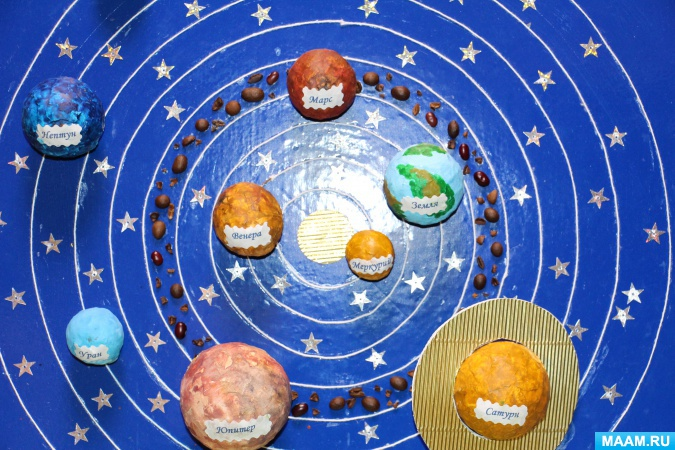 Марс
Нептун
Земля
Венера
Меркурий
Уран
Юпитер
Сатурн
MAAM.RU